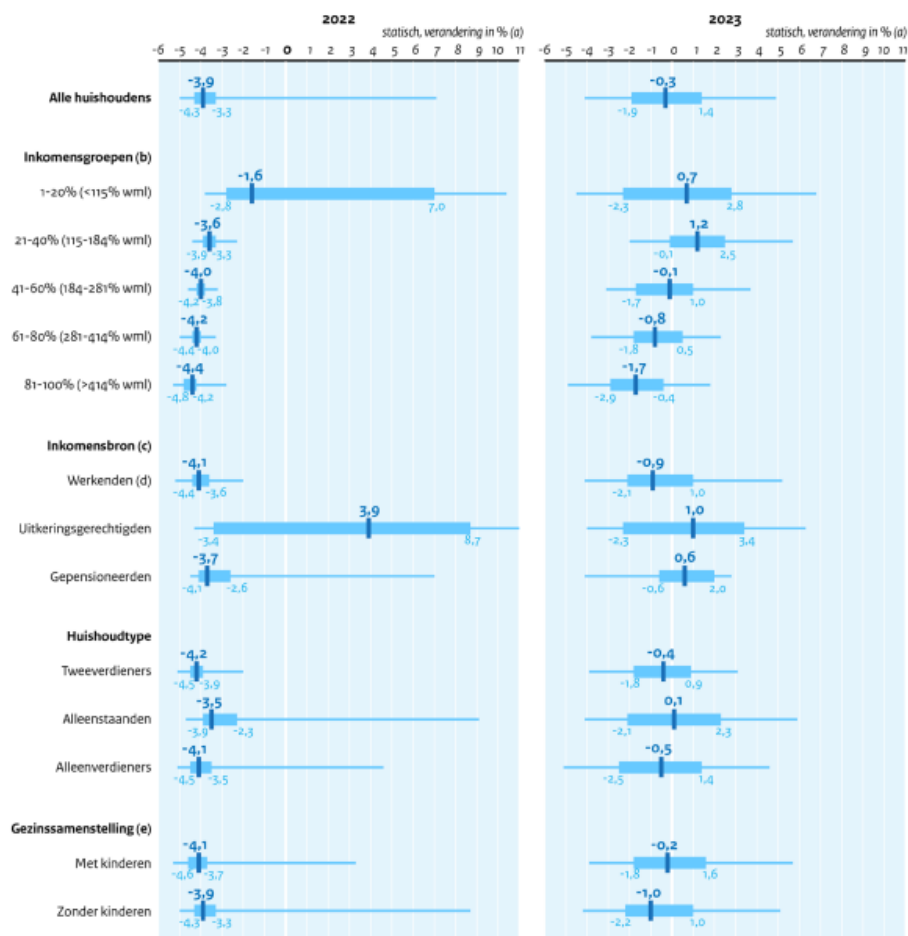 2022 2023
statisch, verandering in % (a) statisch, verandering in % (a)
-6 -5 -4 -3 -2 -1 0 1 2 3 4 5 6 7 8 9 10 11 -6 -5 -4 -3 -2 -1 0 1 2 3 4 5 6 7 8 9 10 11
-3,9 -0,3
Alle huishoudens
-4,3 -3,3 -1,9 1,4
Inkomensgroepen (b)
-1,6 0,7
1-20% (<115% wml)
-2,8 7,0 -2,3 2,8
-3,6 1,2
21-40% (115-184% wml)
-3,9 -3,3 -0,1 2,5
-4,0 -0,1
41-60% (184-281% wml)
-4,2 -3,8 -1,7 1,0
-4,2 -0,8
61-80% (281-414% wml)
-4,4 -4,0 -1,8 0,5
-4,4 -1,7
81-100% (>414% wml)
-4,8 -4,2 -2,9 -0,4
Inkomensbron (c)
-4,1 -0,9
Werkenden (d)
-4,4 -3,6 -2,1 1,0
3,9 1,0
Uitkeringsgerechtigden
-3,4 8,7 -2,3 3,4
-3,7 0,6
Gepensioneerden
-4,1 -2,6 -0,6 2,0
Huishoudtype
-4,2 -0,4
Tweeverdieners
-4,5 -3,9 -1,8 0,9
-3,5 0,1
Alleenstaanden
-3,9 -2,3 -2,1 2,3
-4,1 -0,5
Alleenverdieners
-4,5 -3,5 -2,5 1,4
Gezinssamenstelling (e)
-4,1 -0,2
Met kinderen
-4,6 -3,7 -1,8 1,6
-3,9 -1,0
Zonder kinderen
-4,3 -3,3 -2,2 1,0